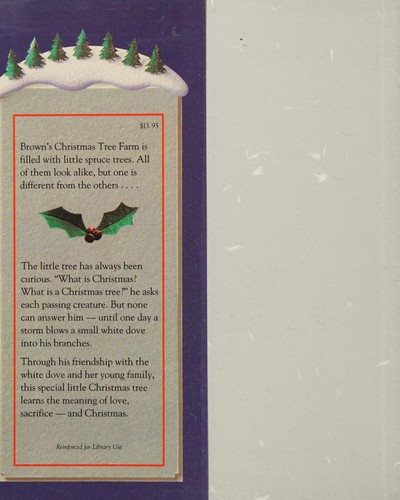 $13.95
Brown's Christmas Tree Farm is
filled with little spruce trees. All
of them look alike, but one is
different from the others . . . .
The little tree has always been
curious. "What is Christmas?
What is a Christmas tree?" he asks
each passing creature. But none
can answer him — until one day a
storm blows a small white dove
into his branches.
Through his friendship with the
white dove and her young family,
this special little Christmas tree
learns the meaning of love,
sacrifice — and Christmas.
Reinforced for Library Use